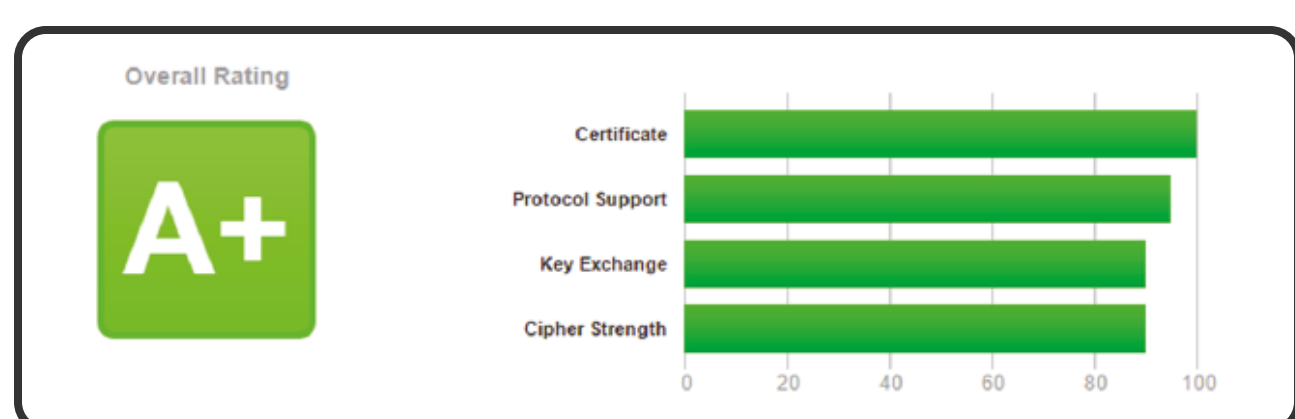 Overall Rating
A+
Certificate
Protocol Support
Key Exchange
Cipher Strength
0 20 40 60 80 100